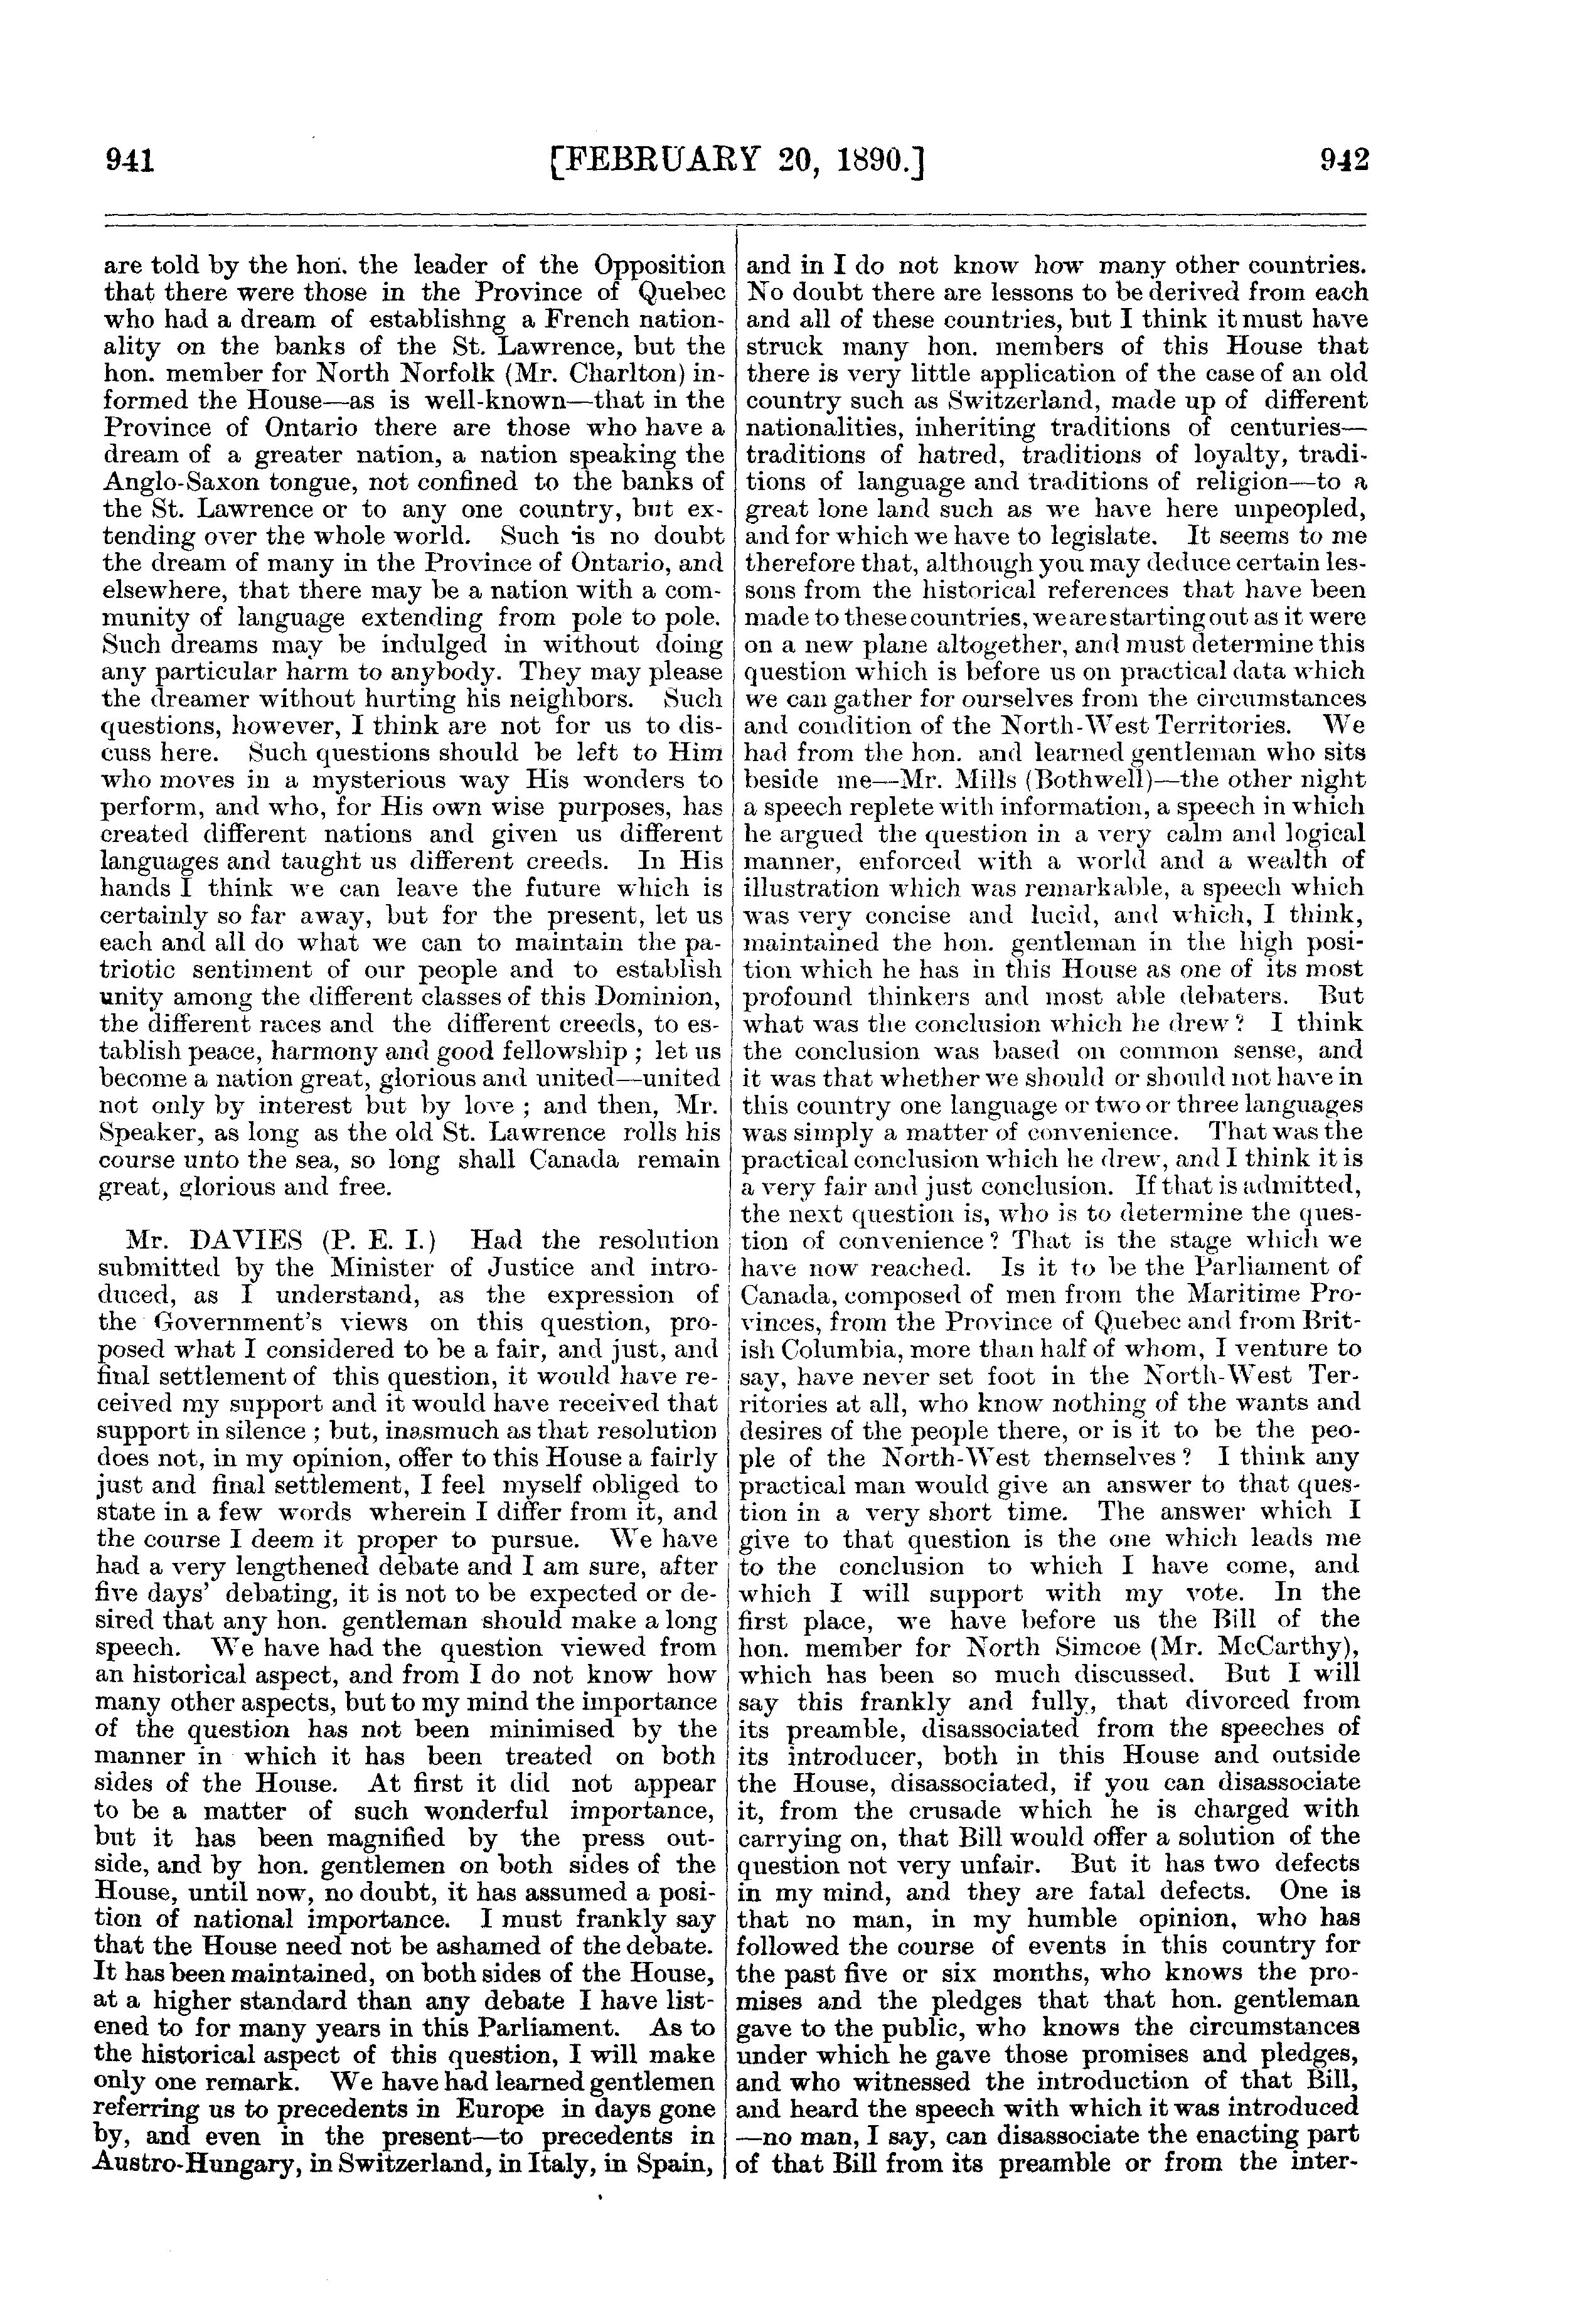 941 [FEBRUARY 20, 1890.] 942
are told by the hon. the leader of the Opposition
that there were those in the Province of Quebec
who had a dream of establishng a French nation-
ality on the banks of the St. Lawrence, but the
hon. member for North Norfolk (Mr. Charlton) in-
formed the House—as is well-known—that in the
Province of Ontario there are those who have a
dream of a greater nation, a nation speaking the
Anglo-Saxon tongue, not confined to the banks of
the St. Lawrence or to any one country, but ex-
tending over the whole world. Such is no doubt
the dream of many in the Province of Ontario, and
elsewhere, that there may be a nation with a com-
munity of language extending from pole to pole.
Such dreams may be indulged in without doing
any particular harm to anybody. They may please
the dreamer without hurting his neighbors. Such
questions, however, I think are not for us to dis-
cuss here. Such questions should be left to Him
who moves in a mysterious way His wonders to
perform, and who, for His own wise purposes, has
created different nations and given us different
languages and taught us different creeds. In His
hands I think we can leave the future which is
certainly so far away, but for the present, let us
each and all do what we can to maintain the pa-
triotic sentiment of our people and to establish
unity among the different classes of this Dominion,
the different races and the different creeds, to es-
tablish peace, harmony and good fellowship ; let us
become a nation great, glorious and united—united
not only by interest but by love ; and then, Mr.
Speaker, as long as the old St. Lawrence rolls his
course unto the sea, so long shall Canada remain
great, glorious and free.
Mr. DAVIES (P. E. I.) Had the resolution
submitted by the Minister of Justice and intro-
duced, as I understand, as the expression of
the Government's views on this question, pro-
posed what I considered to be a fair, and just, and
final settlement of this question, it would have re-
ceived my support and it would have received that
support in silence ; but, inasmuch as that resolution
does not, in my opinion, offer to this House a fairly
just and final settlement, I feel myself obliged to
state in a few words wherein I differ from it, and
the course I deem it proper to pursue. We have
had a very lengthened debate and I am sure, after
five days' debating, it is not to be expected or de-
sired that any hon. gentleman should make a long
speech. We have had the question viewed from
an historical aspect, and from I do not know how
many other aspects, but to my mind the importance
of the question has not been minimised by the
manner in which it has been treated on both
sides of the House. At first it did not appear
to be a matter of such wonderful importance,
but it has been magnified by the press out-
side, and by hon. gentlemen on both sides of the
House, until now, no doubt, it has assumed a posi-
tion of national importance. I must frankly say
that the House need not be ashamed of the debate.
It has been maintained, on both sides of the House,
at a higher standard than any debate I have list-
ened to for many years in this Parliament. As to
the historical aspect of this question, I will make
only one remark. We have had learned gentlemen
referring us to precedents in Europe in days gone
by, and even in the present—to precedents in
Austro-Hungary, in Switzerland, in Italy, in Spain,
and in I do not know how many other countries.
No doubt there are lessons to be derived from each
and all of these countries, but I think it must have
struck many hon. members of this House that
there is very little application of the case of an old
country such as Switzerland, made up of different
nationalities, inheriting traditions of centuries—
traditions of hatred, traditions of loyalty, tradi-
tions of language and traditions of religion—to a
great lone land such as we have here unpeopled,
and for which we have to legislate. It seems to me
therefore that, although you may deduce certain les-
sons from the historical references that have been
made to these countries, we are starting out as it were
on a new plane altogether, and must determine this
question which is before us on practical data which
we can gather for ourselves from the circumstances
and condition of the North-West Territories. We
had from the hon. and learned gentleman who sits
beside me—Mr. Mills (Bothwell)—the other night
a speech replete with information, a speech in which
he argued the question in a very calm and logical
manner, enforced with a world and a wealth of
illustration which was remarkable, a speech which
was very concise and lucid, and which, I think,
maintained the hon. gentleman in the high posi-
tion which he has in this House as one of its most
profound thinkers and most able debaters. But
what was the conclusion which he drew? I think
the conclusion was based on common sense, and
it was that whether we should or should not have in
this country one language or two or three languages
was simply a matter of convenience. That was the
practical conclusion which he drew, and I think it is
a very fair and just conclusion. If that is admitted,
the next question is, who is to determine the ques-
tion of convenience? That is the stage which we
have now reached. Is it to be the Parliament of
Canada, composed of men from the Maritime Pro-
vinces, from the Province of Quebec and from Brit-
ish Columbia, more than half of whom, I venture to
say, have never set foot in the North-West Ter-
ritories at all, who know nothing of the wants and
desires of the people there, or is it to be the peo-
ple of the North-West themselves? I think any
practical man would give an answer to that ques-
tion in a very short time. The answer which I
give to that question is the one which leads me
to the conclusion to which I have come, and
which I will support with my vote. In the
first place, we have before us the Bill of the
hon. member for North Simcoe (Mr. McCarthy),
which has been so much discussed. But I will
say this frankly and fully, that divorced from
its preamble, disassociated from the speeches of
its introducer, both in this House and outside
the House, disassociated, if you can disassociate
it, from the crusade which he is charged with
carrying on, that Bill would offer a solution of the
question not very unfair. But it has two defects
in my mind, and they are fatal defects. One is
that no man, in my humble opinion, who has
followed the course of events in this country for
the past five or six months, who knows the pro-
mises and the pledges that that hon. gentleman
gave to the public, who knows the circumstances
under which he gave those promises and pledges,
and who witnessed the introduction of that Bill,
and heard the speech with which it was introduced
—no man, I say, can disassociate the enacting part
of that Bill from its preamble or from the inter-